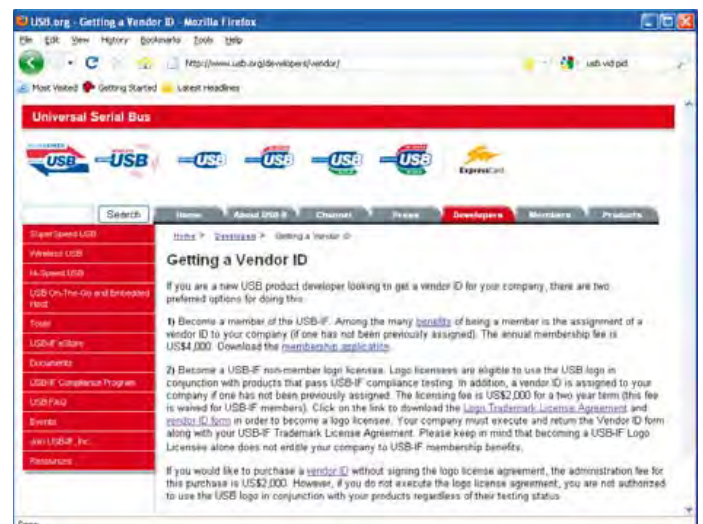 USB.org - Getting a Vendor ID - Mozilla Firefox
File Edit View History Bookmarks Tools Help
http://www.usb.org/developers/vendor/
usb vid pid
Most Visited Getting Started Latest Headlines
Universal Serial Bus
USB USB USB USB USB USB ExpressCard
Search Home About USB-IF Channel Press Developers Members Products
SuperSpeed USB
Wireless USB
Hi-Speed USB
USB On-The-Go and Embedded
Host
Tools
USB-IF eStore
Documents
USB-IF Compliance Program
USB FAQ
Events
Join USB-IF, Inc.
Resources
Home > Developers > Getting a Vendor ID
Getting a Vendor ID
If you are a new USB product developer looking to get a vendor ID for your company, there are two
preferred options for doing this:
1) Become a member of the USB-IF. Among the many benefits of being a member is the assignment of a
vendor ID to your company (if one has not been previously assigned). The annual membership fee is
US$4,000. Download the membership application.
2) Become a USB-IF non-member logo licensee. Logo licensees are eligible to use the USB logo in
conjunction with products that pass USB-IF compliance testing. In addition, a vendor ID is assigned to your
company if one has not been previously assigned. The licensing fee is US$2,000 for a two year term (this fee
is waived for USB-IF members). Click on the link to download the Logo Trademark License Agreement and
vendor ID form in order to become a logo licensee. Your company must execute and return the Vendor ID form
along with your USB-IF Trademark License Agreement. Please keep in mind that becoming a USB-IF Logo
Licensee alone does not entitle your company to USB-IF membership benefits.
If you would like to purchase a vendor ID without signing the logo license agreement, the administration fee for
this purchase is US$2,000. However, if you do not execute the logo license agreement, you are not authorized
to use the USB logo in conjunction with your products regardless of their testing status.